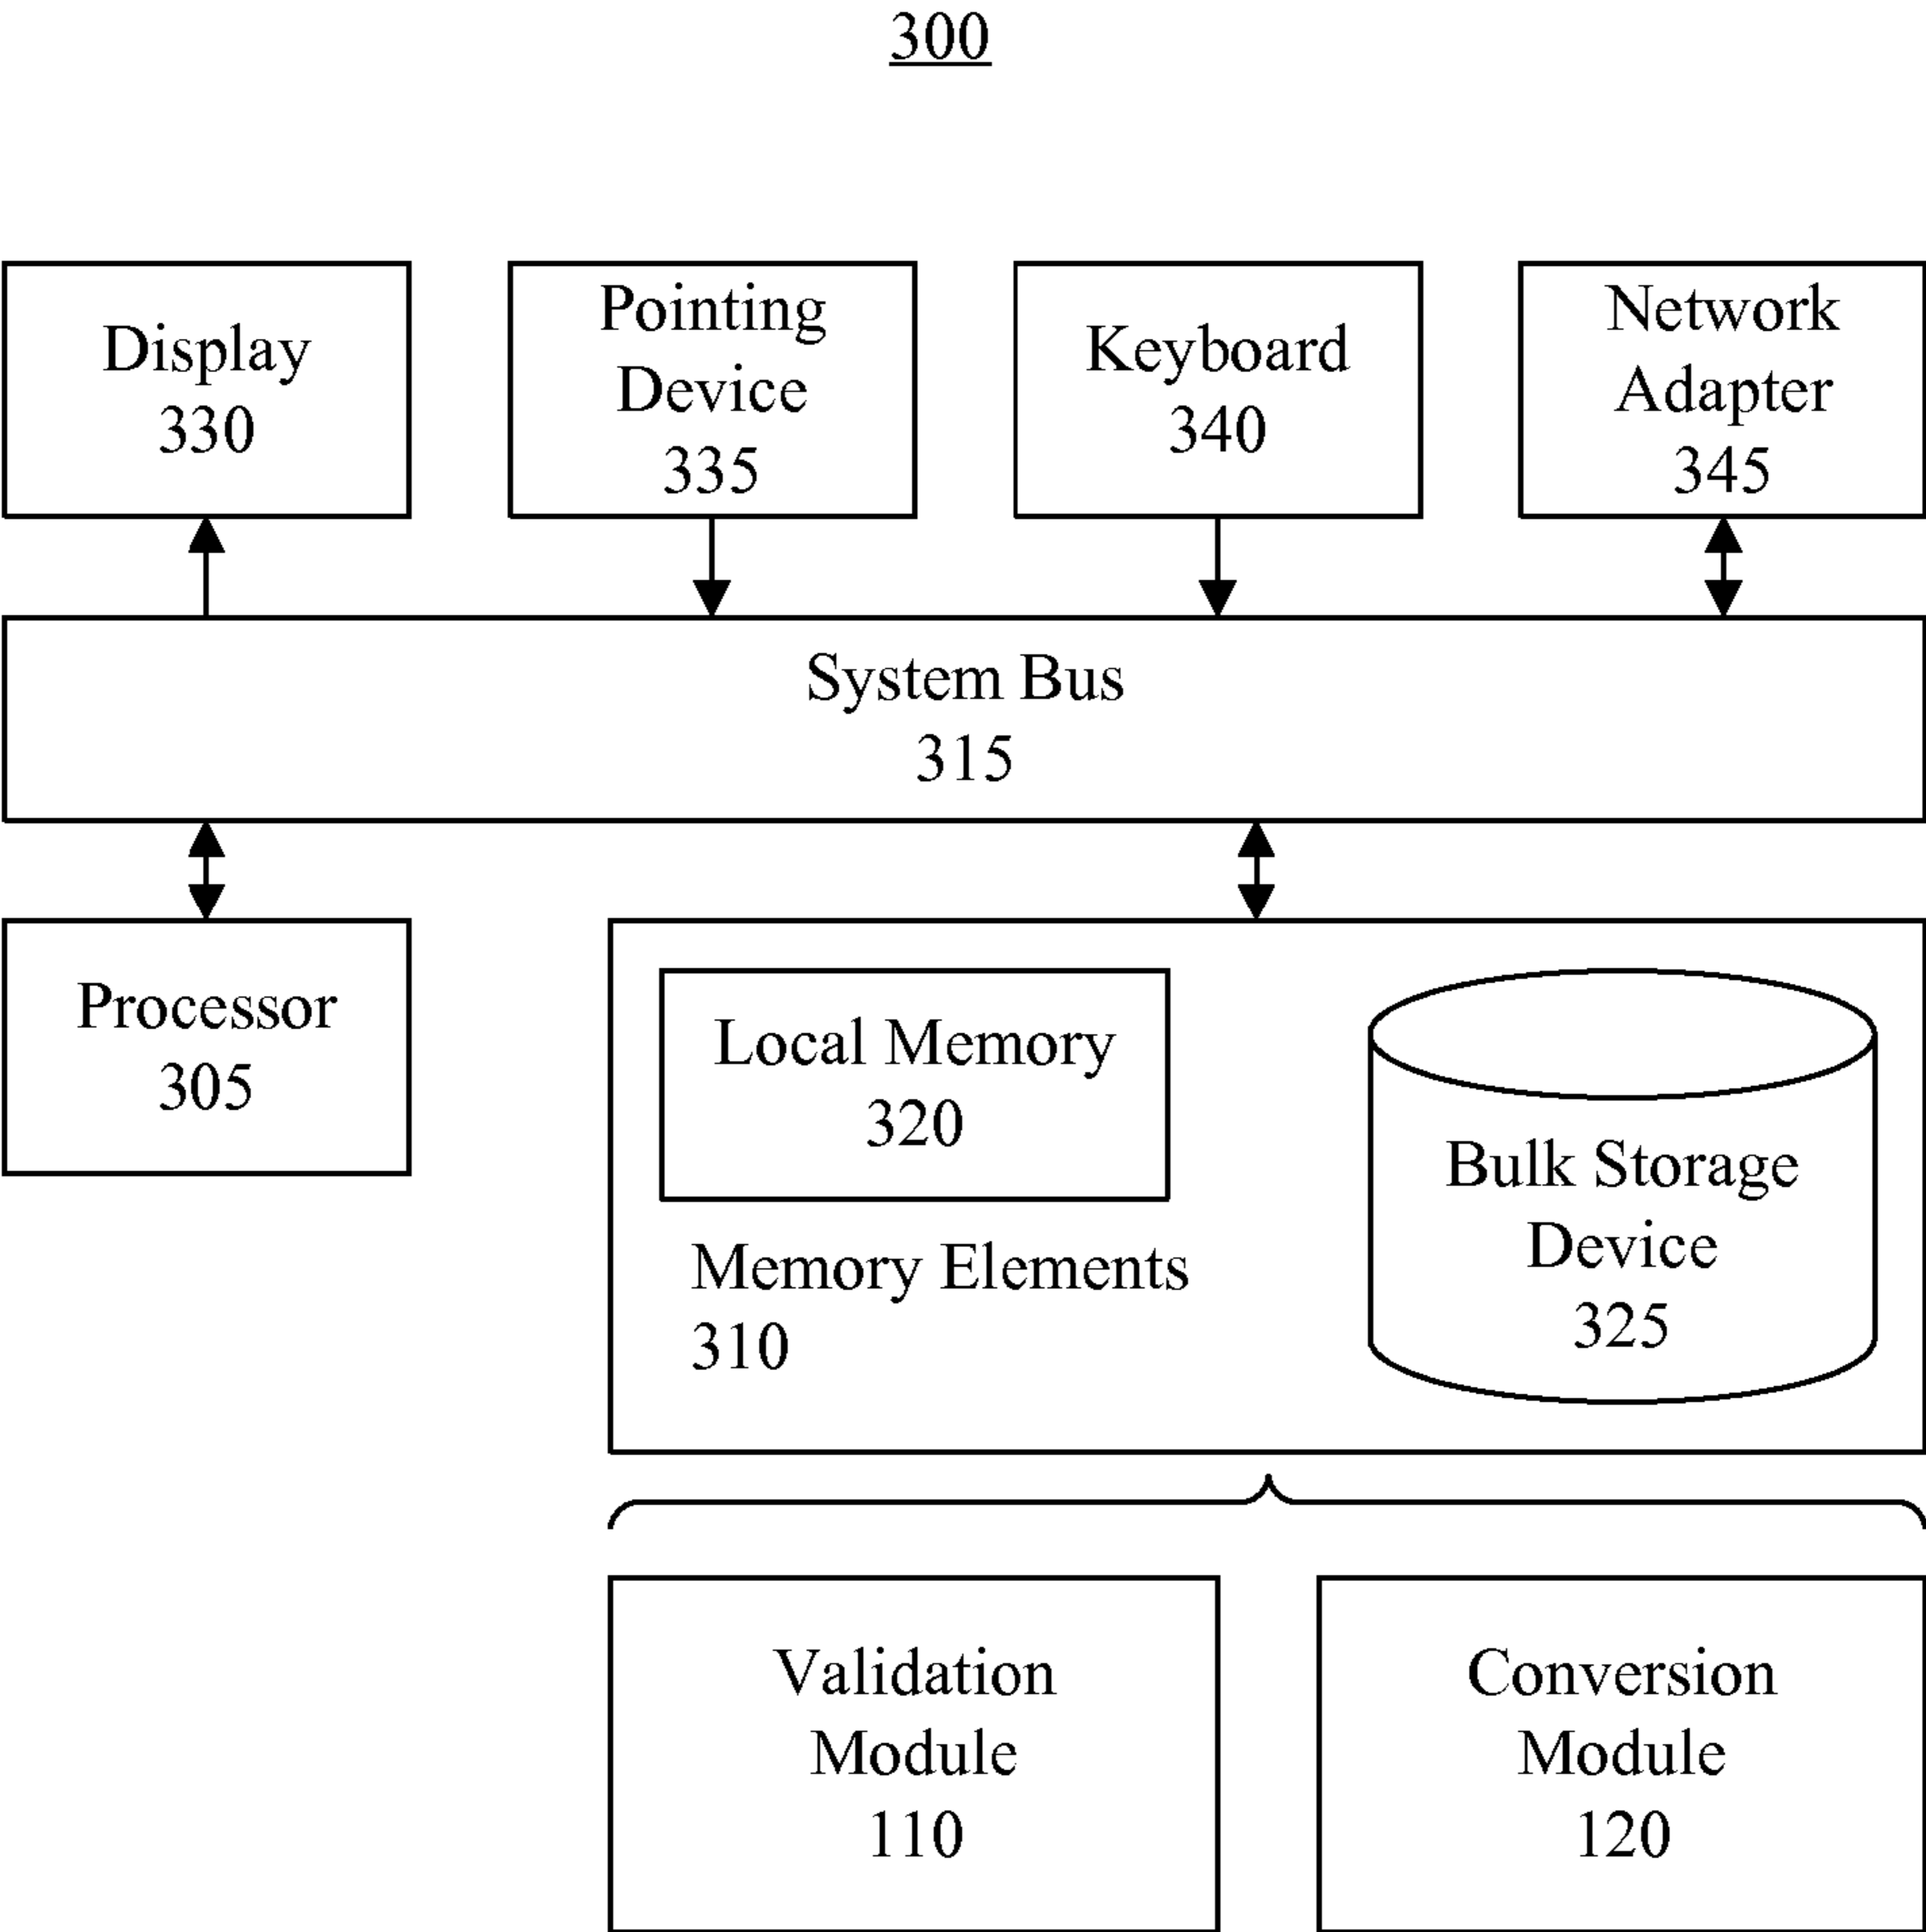 300
Display
330
Pointing
Device
335
Keyboard
340
Network
Adapter
345
System Bus
315
Processor
305
Local Memory
320
Memory Elements
310
Bulk Storage
Device
325
Validation
Module
110
Conversion
Module
120